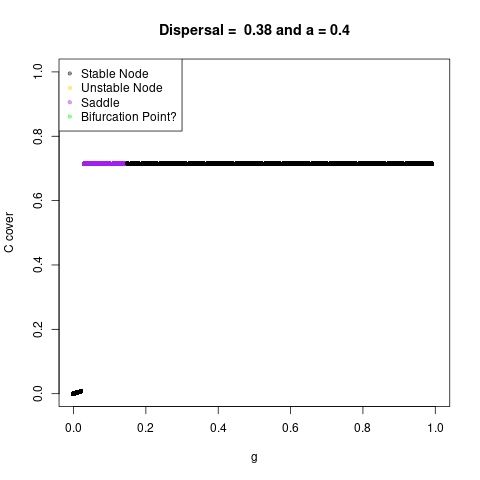 Dispersal =  0.38 and a = 0.4
Stable Node
Unstable Node
Saddle
Bifurcation Point?
C cover
1.0
0.8
0.6
0.4
0.2
0.0
0.0 0.2 0.4 0.6 0.8 1.0
g